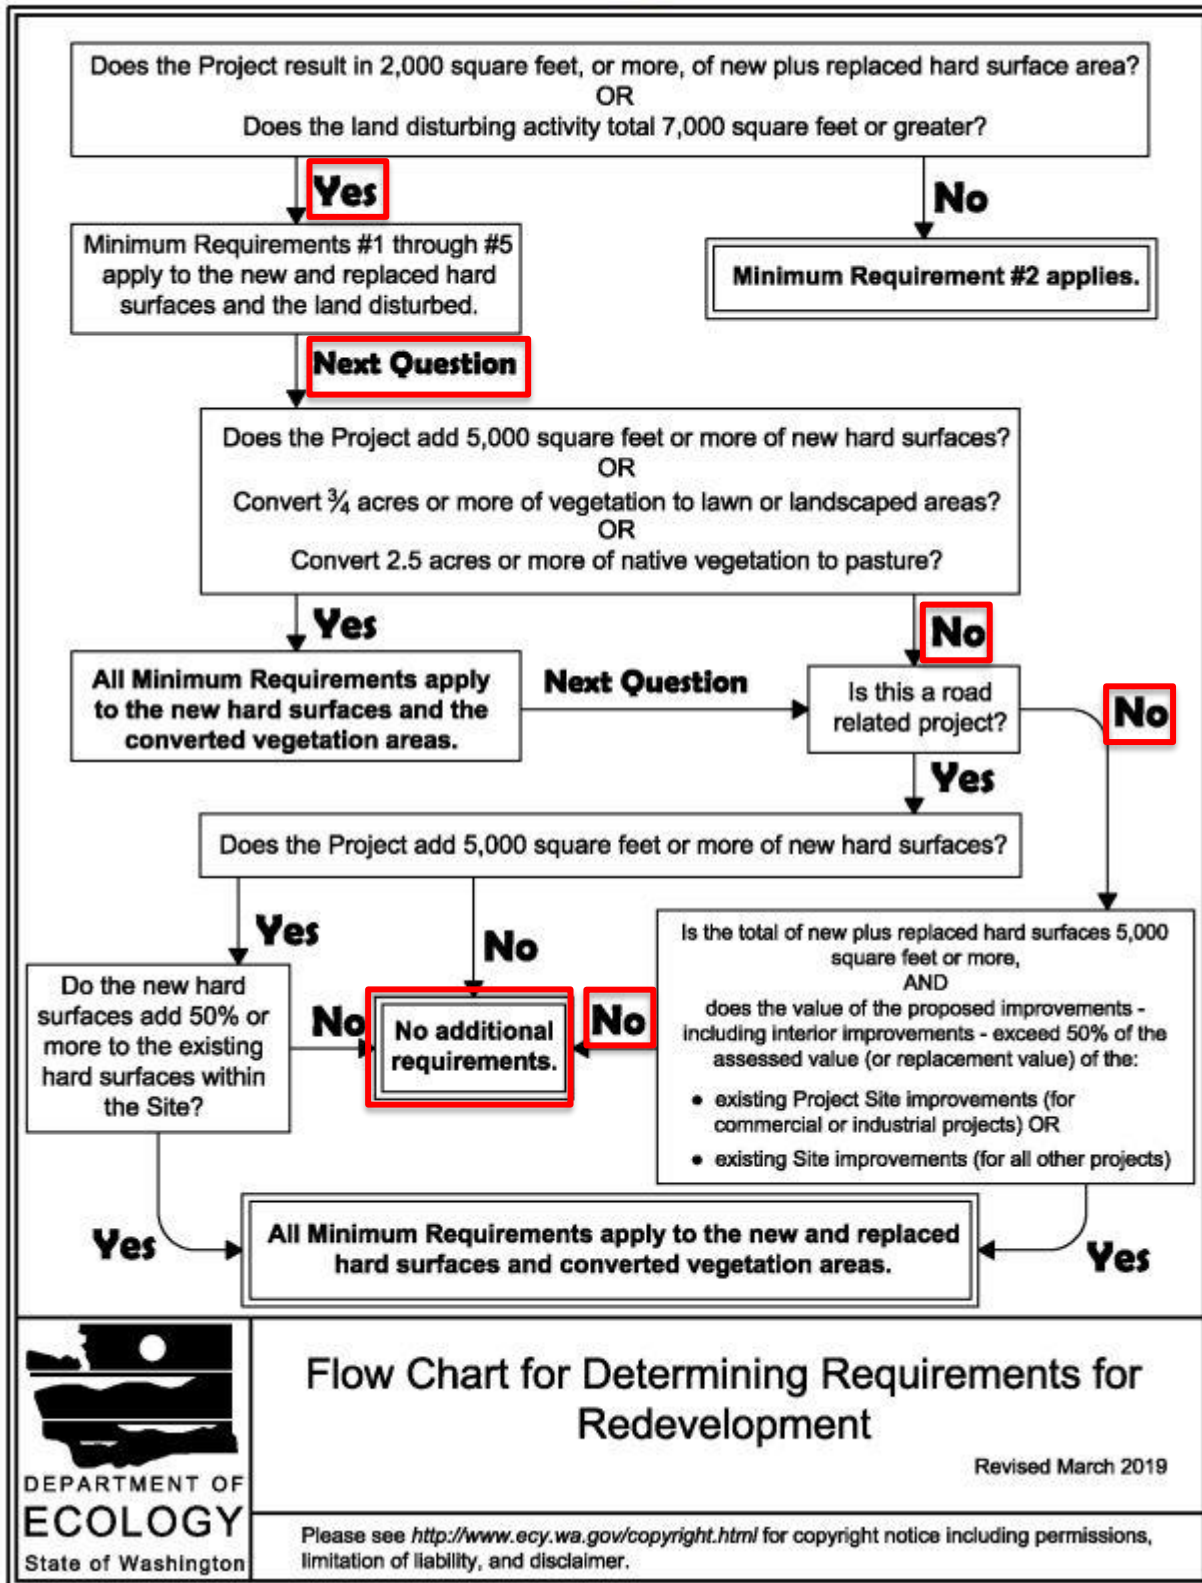 Does the Project result in 2,000 square feet, or more, of new plus replaced hard surface area?
OR
Does the land disturbing activity total 7,000 square feet or greater?
Yes
No
Minimum Requirements #1 through #5
apply to the new and replaced hard
surfaces and the land disturbed.
Minimum Requirement #2 applies.
Next Question
Does the Project add 5,000 square feet or more of new hard surfaces?
OR
Convert ¾ acres or more of vegetation to lawn or landscaped areas?
OR
Convert 2.5 acres or more of native vegetation to pasture?
Yes
No
All Minimum Requirements apply
to the new hard surfaces and the
converted vegetation areas.
Next Question
Is this a road
related project?
No
Yes
Does the Project add 5,000 square feet or more of new hard surfaces?
Yes
No
Do the new hard
surfaces add 50% or
more to the existing
hard surfaces within
the Site?
No
No additional
requirements.
No
Is the total of new plus replaced hard surfaces 5,000
square feet or more,
AND
does the value of the proposed improvements -
including interior improvements - exceed 50% of the
assessed value (or replacement value) of the:
• existing Project Site improvements (for
commercial or industrial projects) OR
• existing Site improvements (for all other projects)
Yes
All Minimum Requirements apply to the new and replaced
hard surfaces and converted vegetation areas.
Yes
DEPARTMENT OF
ECOLOGY
State of Washington
Flow Chart for Determining Requirements for
Redevelopment
Revised March 2019
Please see http://www.ecy.wa.gov/copyright.html for copyright notice including permissions,
limitation of liability, and disclaimer.